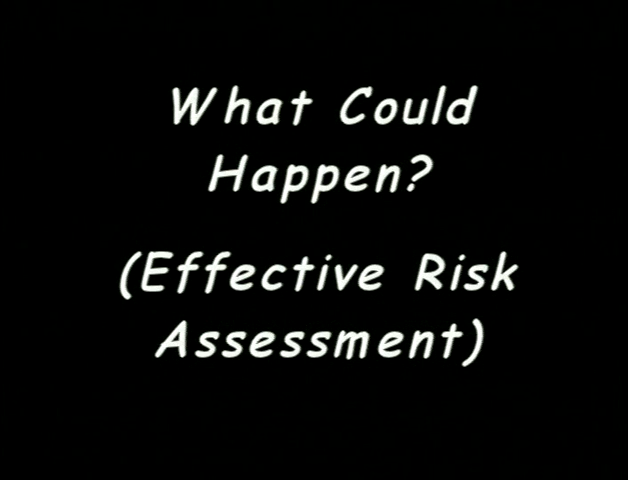 What Could
Happen?
(Effective Risk
Assessment)